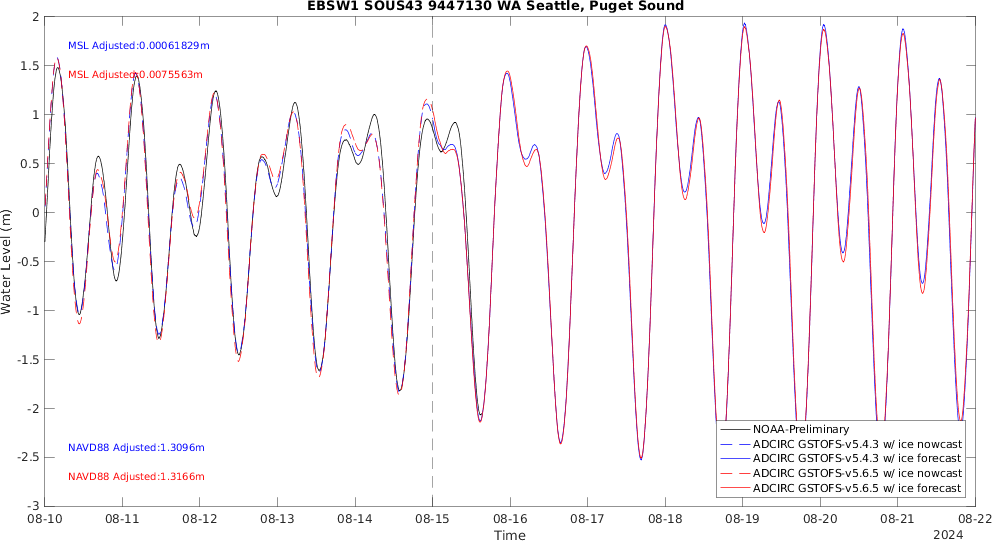 EBSW1 SOUS43 9447130 WA Seattle, Puget Sound
MSL Adjusted:0.00061829m
MSL Adjusted:0.0075563m
NAVD88 Adjusted:1.3096m
NAVD88 Adjusted:1.3166m
Water Level (m)
2
1.5
1
0.5
0
-0.5
-1
-1.5
-2
-2.5
-3
NOAA-Preliminary
ADCIRC GSTOFS-v5.4.3 w/ ice nowcast
ADCIRC GSTOFS-v5.4.3 w/ ice forecast
ADCIRC GSTOFS-v5.6.5 w/ ice nowcast
ADCIRC GSTOFS-v5.6.5 w/ ice forecast
08-10 08-11 08-12 08-13 08-14 08-15 08-16 08-17 08-18 08-19 08-20 08-21 08-22
Time
2024